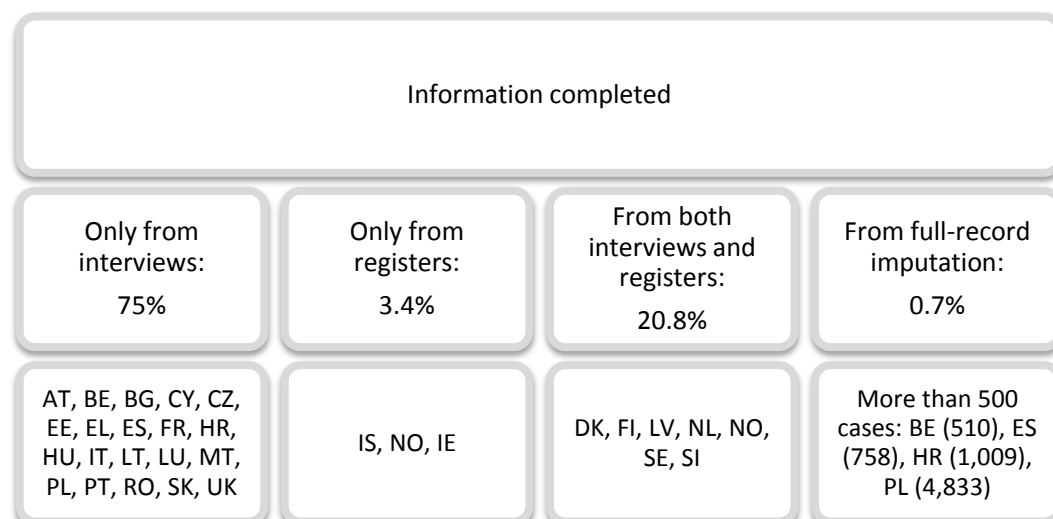 Information completed
Only from
interviews:
75%
Only from
registers:
3.4%
From both
interviews and
registers:
20.8%
From full-record
imputation:
0.7%
AT, BE, BG, CY, CZ,
EE, EL, ES, FR, HR,
HU, IT, LT, LU, MT,
PL, PT, RO, SK, UK
IS, NO, IE
DK, FI, LV, NL, NO,
SE, SI
More than 500
cases: BE (510), ES
(758), HR (1,009),
PL (4,833)